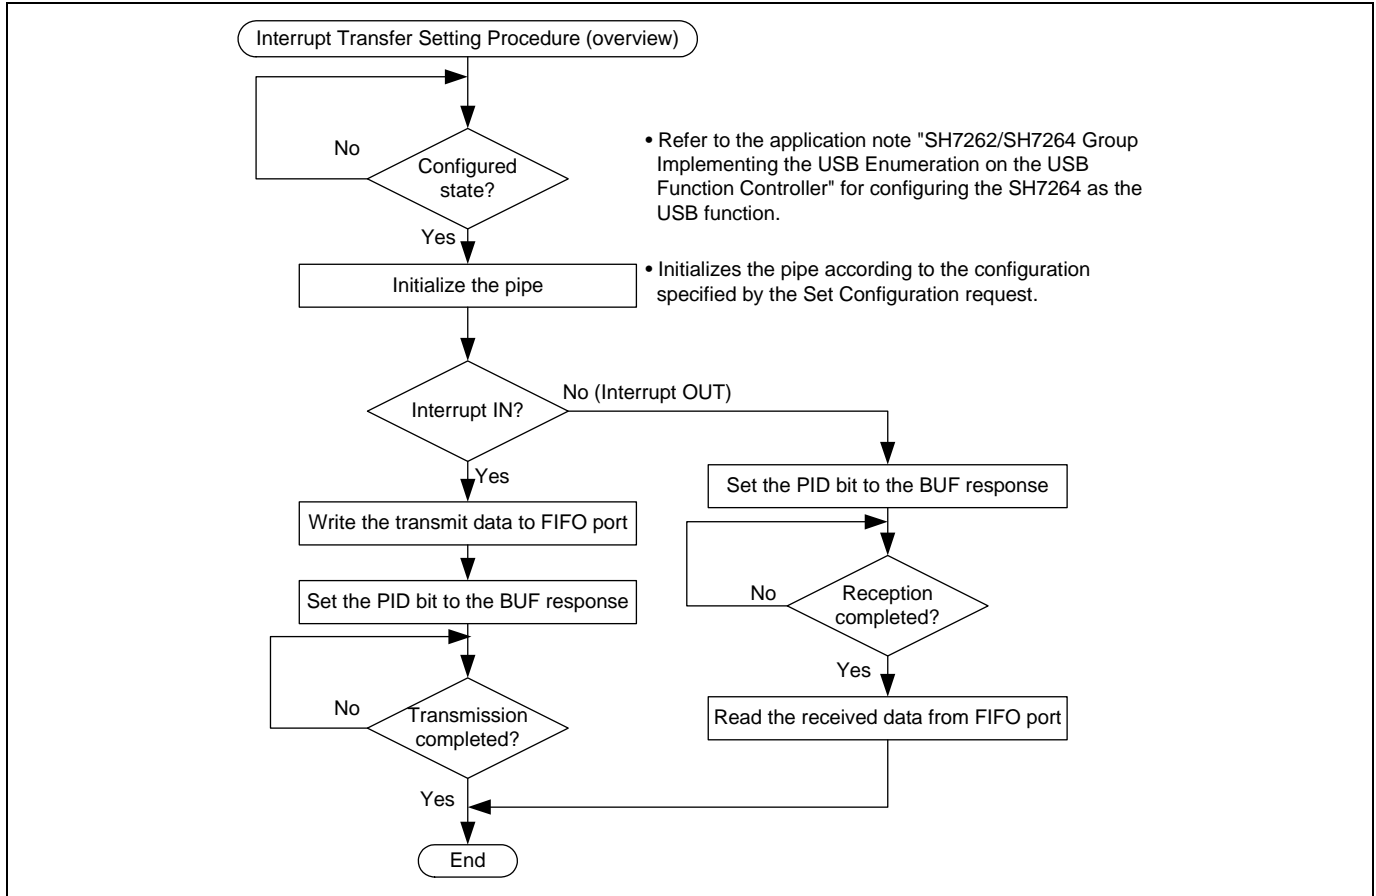 Interrupt Transfer Setting Procedure (overview)
No
Configured
state?
Yes
• Refer to the application note "SH7262/SH7264 Group
Implementing the USB Enumeration on the USB
Function Controller" for configuring the SH7264 as the
USB function.
Initialize the pipe
• Initializes the pipe according to the configuration
specified by the Set Configuration request.
Interrupt IN?
No (Interrupt OUT)
Yes
Write the transmit data to FIFO port
Set the PID bit to the BUF response
No
Transmission
completed?
Yes
Set the PID bit to the BUF response
No
Reception
completed?
Yes
Read the received data from FIFO port
End